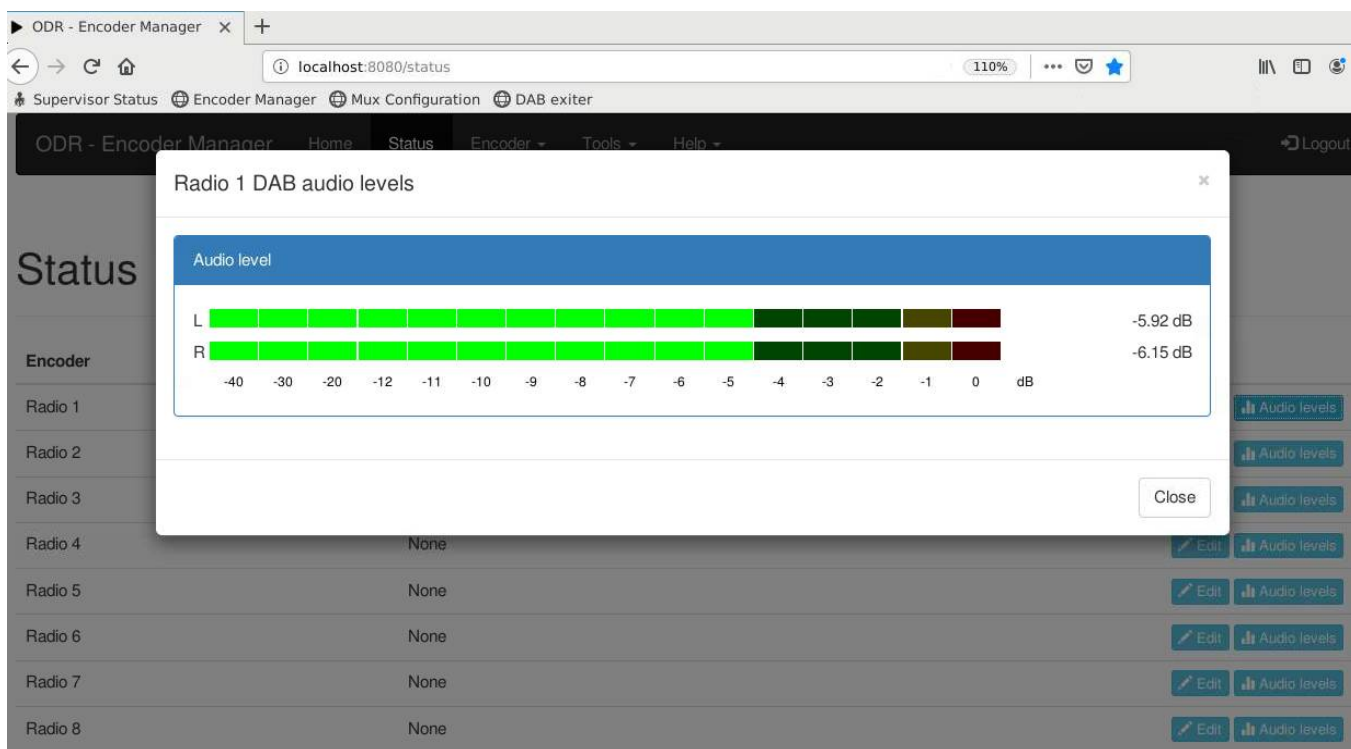 ODR - Encoder Manager
localhost:8080/status 110%
Supervisor Status Encoder Manager Mux Configuration DAB exiter
ODR - Encoder Manager Home Status Encoder Tools Help Logout
Radio 1 DAB audio levels ×
Status
Audio level
L -5.92 dB
R -6.15 dB
-40 -30 -20 -12 -11 -10 -9 -8 -7 -6 -5 -4 -3 -2 -1 0 dB
Encoder
Radio 1 Audio levels
Radio 2 Audio levels
Radio 3 Audio levels
Close
Radio 4 None Edit Audio levels
Radio 5 None Edit Audio levels
Radio 6 None Edit Audio levels
Radio 7 None Edit Audio levels
Radio 8 None Edit Audio levels